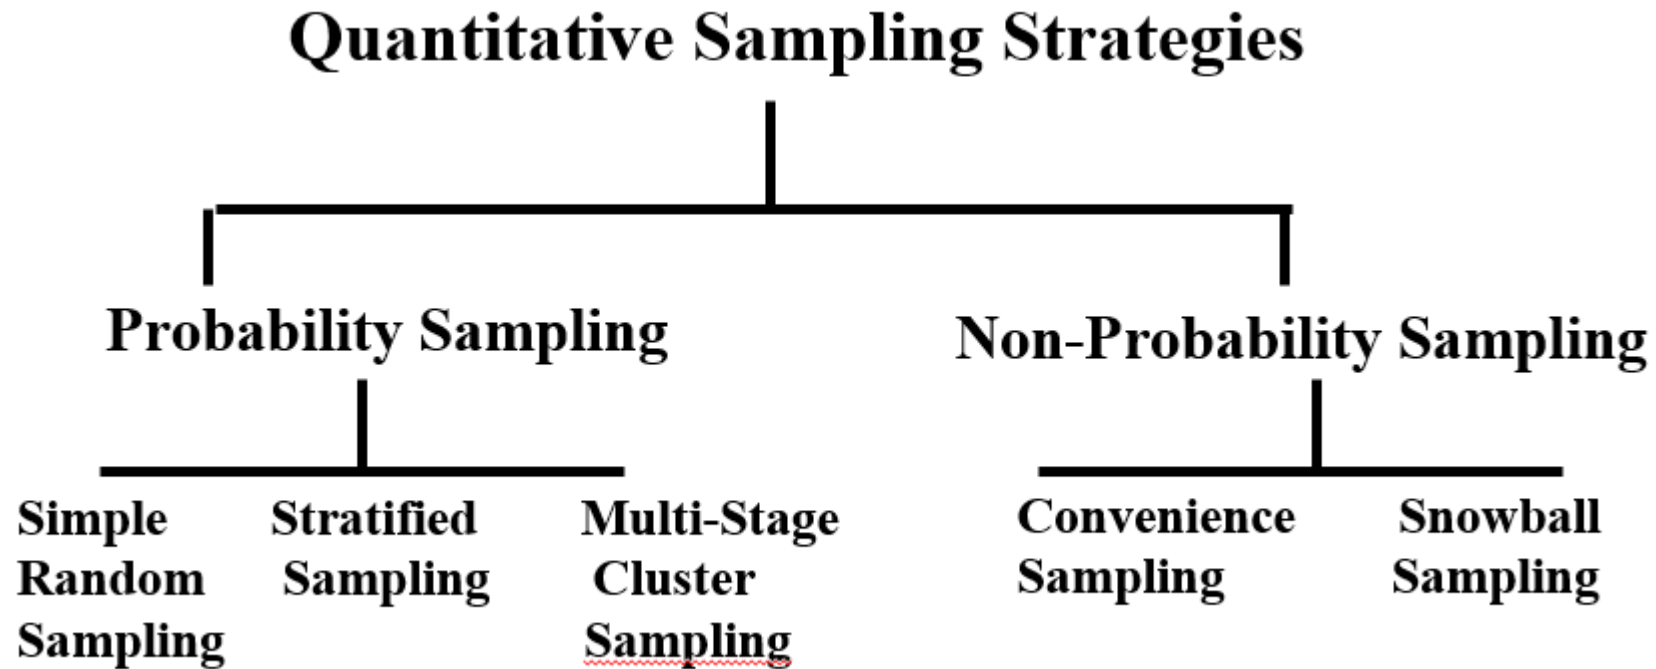 Quantitative Sampling Strategies
Probability Sampling
Non-Probability Sampling
Simple
Random
Sampling
Stratified
Sampling
Multi-Stage
Cluster
Sampling
Convenience
Sampling
Snowball
Sampling